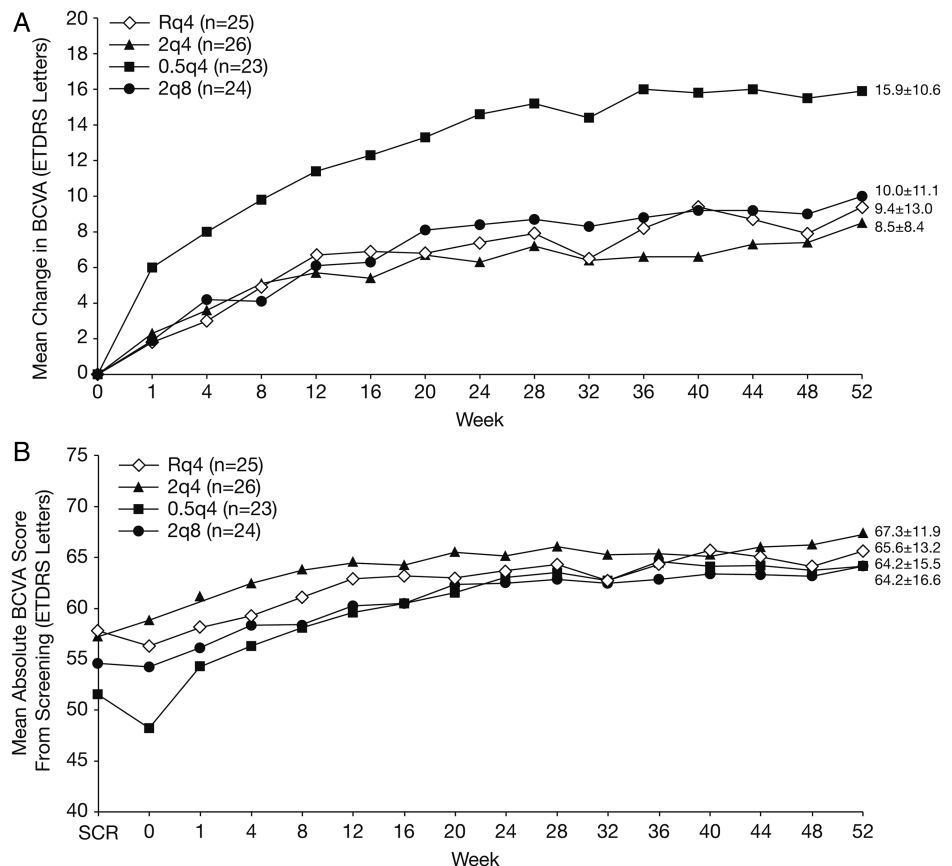 A
Mean Change in BCVA (ETDRS Letters)
20
18
16
14
12
10
8
6
4
2
0
Rq4 (n=25)
2q4 (n=26)
0.5q4 (n=23)
2q8 (n=24)
15.9±10.6
10.0±11.1
9.4±13.0
8.5±8.4
0 1 4 8 12 16 20 24 28 32 36 40 44 48 52
Week
B
Mean Absolute BCVA Score
From Screening (ETDRS Letters)
75
70
65
60
55
50
45
40
Rq4 (n=25)
2q4 (n=26)
0.5q4 (n=23)
2q8 (n=24)
67.3±11.9
65.6±13.2
64.2±15.5
64.2±16.6
SCR 0 1 4 8 12 16 20 24 28 32 36 40 44 48 52
Week